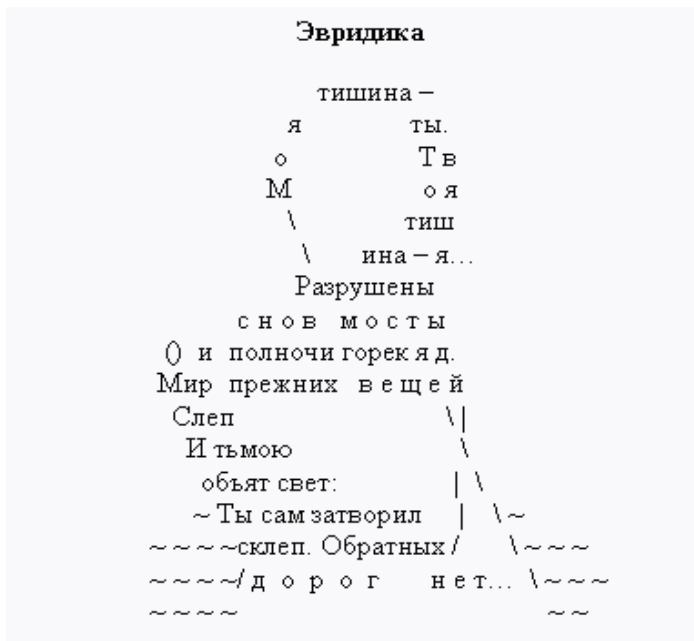 Эвридика
тишина –
я ты.
о Т в
М о я
\ тиш
\ ина – я...
Разрушены
с н о в м о с т ы
() и полночи горек я д.
Мир прежних в е щ е й
Слеп \ |
И тьмою \
объят свет: | \
~ Ты сам затворил | \ ~
~ ~ ~ ~ склеп. Обратных / \ ~ ~ ~
~ ~ ~ ~ / д о р о г н е т... \ ~ ~ ~
~ ~ ~ ~ ~ ~